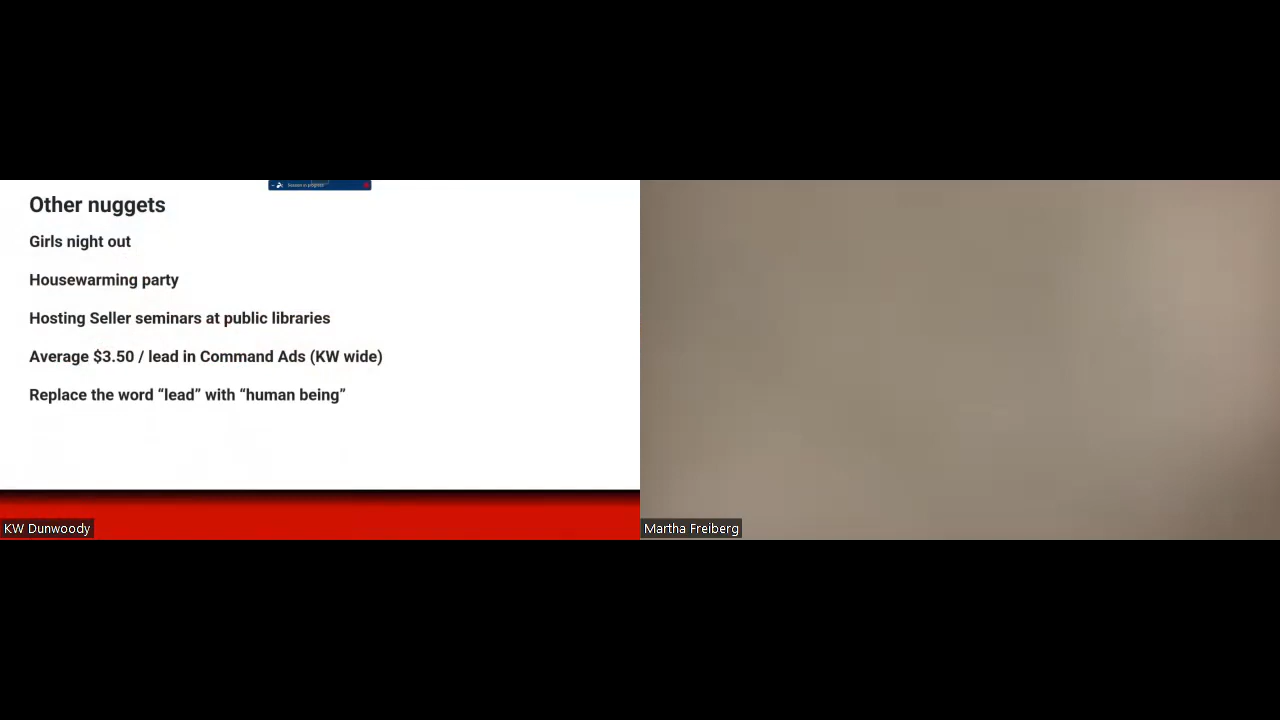 Other nuggets
Girls night out
Housewarming party
Hosting Seller seminars at public libraries
Average $3.50 / lead in Command Ads (KW wide)
Replace the word “lead” with “human being”
KW Dunwoody
Martha Freiberg